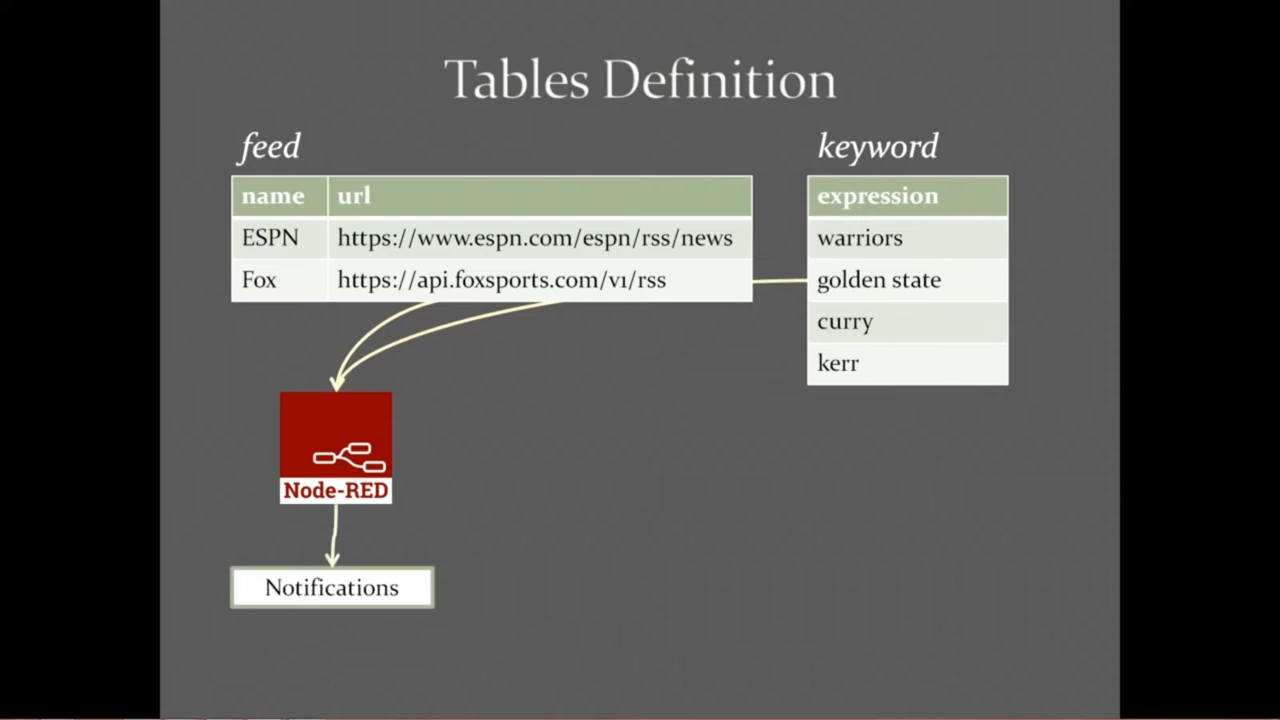 Tables Definition
feed
name url
ESPN https://www.espn.com/espn/rss/news
Fox https://api.foxsports.com/v1/rss
keyword
expression
warriors
golden state
curry
kerr
Node-RED
Notifications